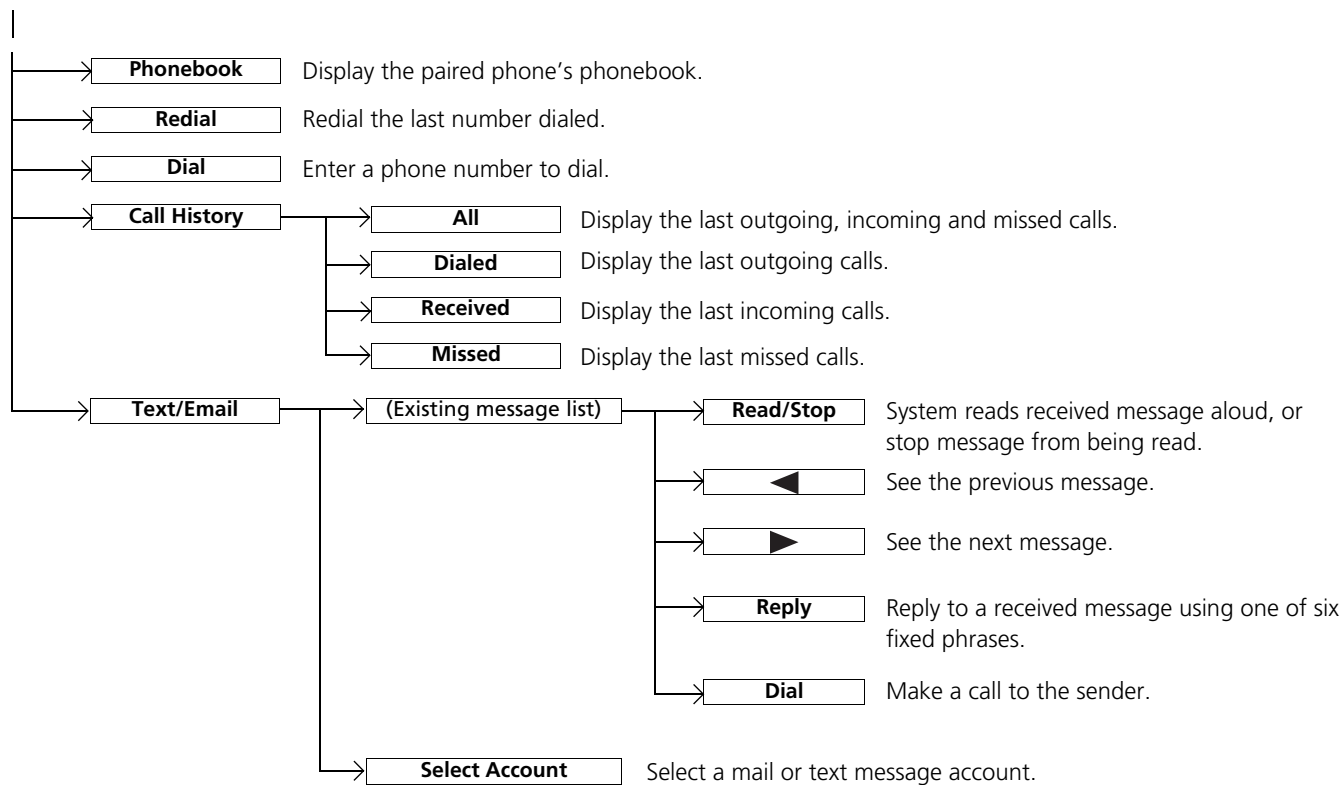 Phonebook Display the paired phone’s phonebook.
Redial Redial the last number dialed.
Dial Enter a phone number to dial.
Call History All Display the last outgoing, incoming and missed calls.
Dialed Display the last outgoing calls.
Received Display the last incoming calls.
Missed Display the last missed calls.
Text/Email (Existing message list) Read/Stop System reads received message aloud, or
stop message from being read.
See the previous message.
See the next message.
Reply Reply to a received message using one of six
fixed phrases.
Dial Make a call to the sender.
Select Account Select a mail or text message account.